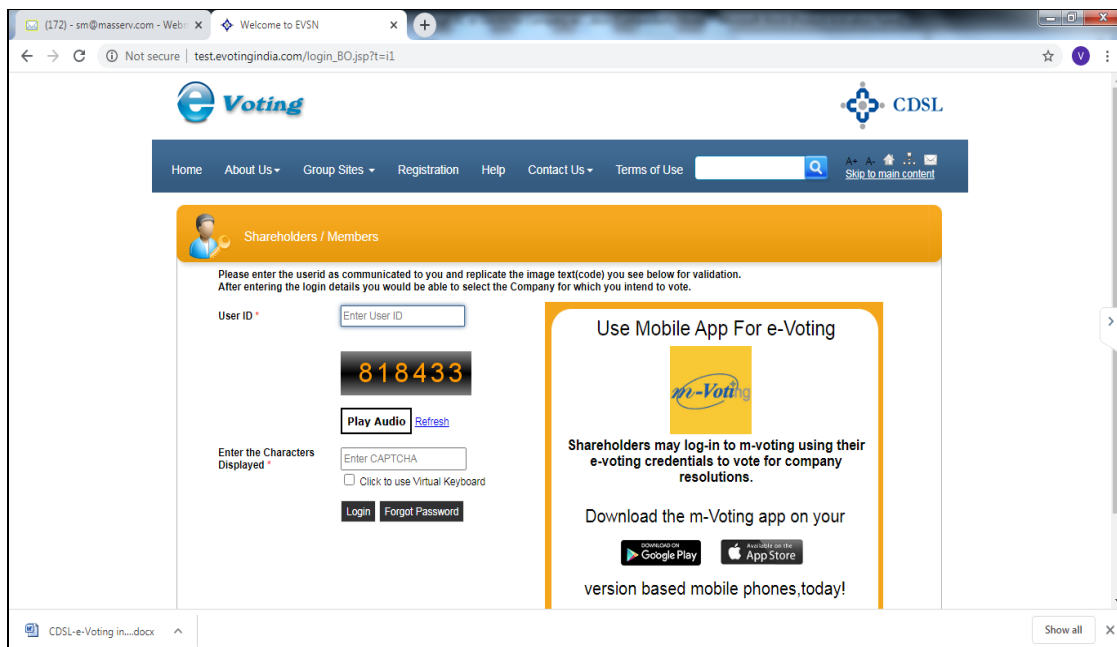 (172) - sm@masserv.com - Webm
Welcome to EVSN
Not secure | test.evotingindia.com/login_BO.jsp?t=i1
V
e Voting
CDSL
Home About Us Group Sites Registration Help Contact Us Terms of Use
A+ A-
Skip to main content
Shareholders / Members
Please enter the userid as communicated to you and replicate the image text(code) you see below for validation.
After entering the login details you would be able to select the Company for which you intend to vote.
User ID *
Enter User ID
818433
Play Audio Refresh
Enter the Characters
Displayed *
Enter CAPTCHA
Click to use Virtual Keyboard
Login Forgot Password
Use Mobile App For e-Voting
m-Voting
Shareholders may log-in to m-voting using their
e-voting credentials to vote for company
resolutions.
Download the m-Voting app on your
DOWNLOAD ON
Google Play
Available on the
App Store
version based mobile phones,today!
CDSL-e-Voting in....docx
Show all